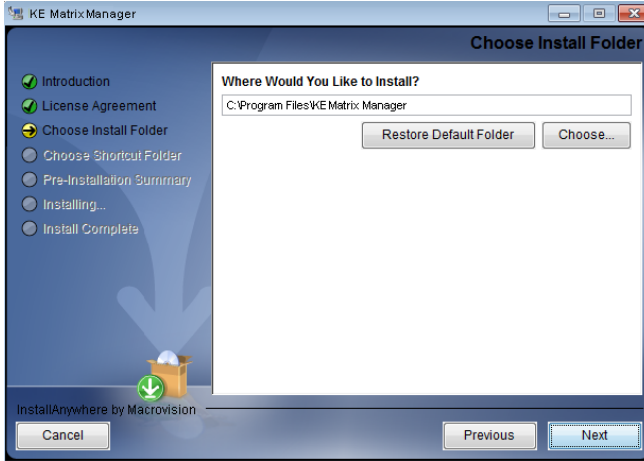 KE MatrixManager
Choose Install Folder
Introduction
License Agreement
Choose Install Folder
Choose Shortcut Folder
Pre-Installation Summary
Installing...
Install Complete
Where Would You Like to Install?
C:\Program Files\KE Matrix Manager
Restore Default Folder
Choose...
InstallAnywhere by Macrovision
Cancel
Previous
Next